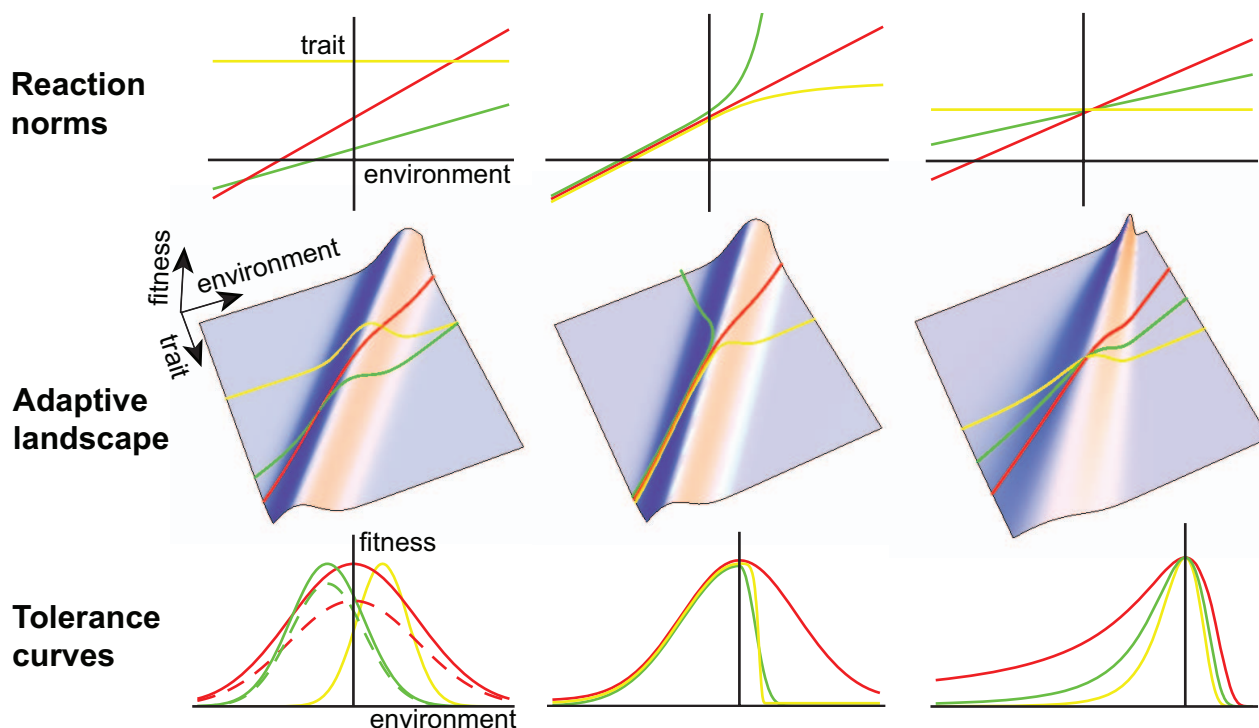 Reaction
norms
trait
environment
fitness
environment
trait
Adaptive
landscape
fitness
Tolerance
curves
environment